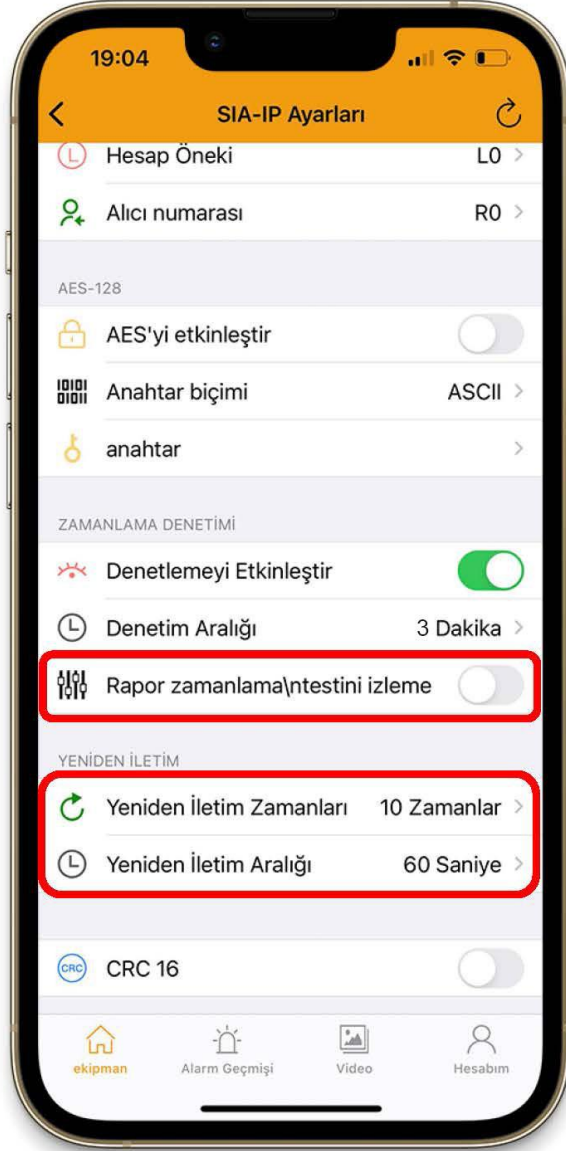 19:04
SIA-IP Ayarları
Hesap Öneki L0
Alıcı numarası R0
AES-128
AES'yi etkinleştir
Anahtar biçimi ASCII
anahtar
ZAMANLAMA DENETİMİ
Denetlemeyi Etkinleştir
Denetim Aralığı 3 Dakika
Rapor zamanlama\ntestini izleme
YENİDEN İLETİM
Yeniden İletim Zamanları 10 Zamanlar
Yeniden İletim Aralığı 60 Saniye
CRC CRC 16
ekipman Alarm Geçmişi Video Hesabım